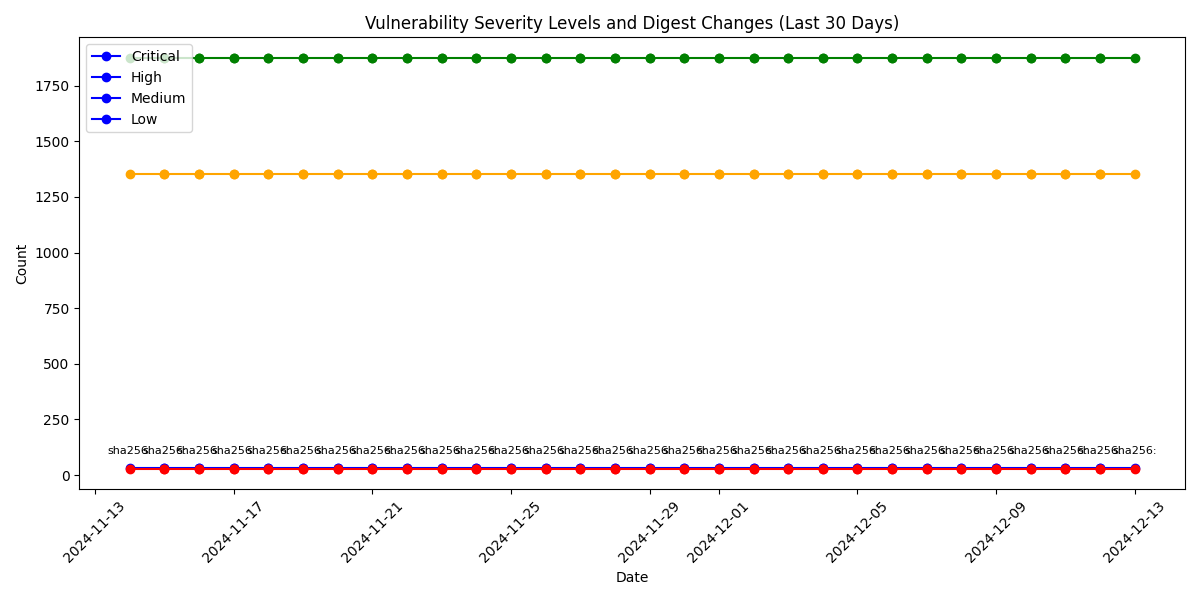 Vulnerability Severity Levels and Digest Changes (Last 30 Days)
Critical
High
Medium
Low
1750
1500
1250
1000
750
500
250
0
Count
sha256: sha256: sha256: sha256: sha256: sha256: sha256: sha256: sha256: sha256: sha256: sha256: sha256: sha256: sha256: sha256: sha256: sha256: sha256: sha256: sha256: sha256: sha256: sha256: sha256: sha256: sha256: sha256: sha256: sha256:
2024-11-13 2024-11-17 2024-11-21 2024-11-25 2024-11-29 2024-12-01 2024-12-05 2024-12-09 2024-12-13
Date